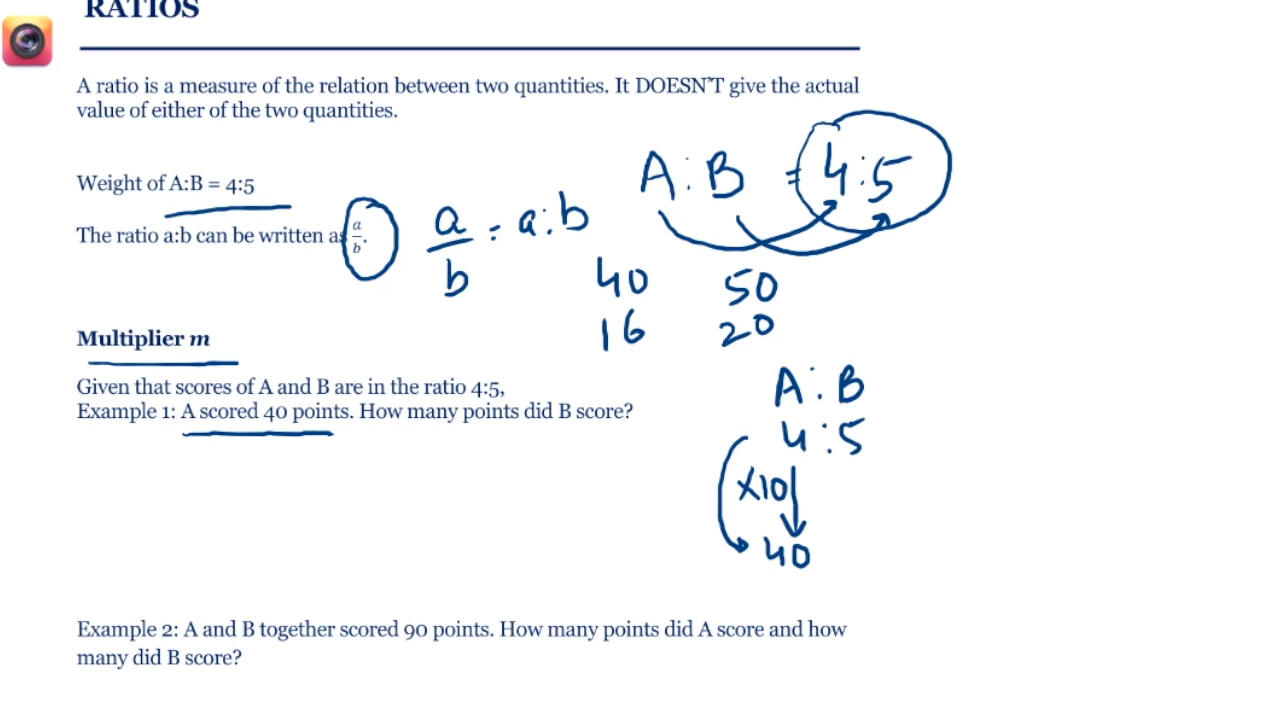 RATIOS
A ratio is a measure of the relation between two quantities. It DOESN'T give the actual
value of either of the two quantities.
A:B = 4:5
Weight of A:B = 4:5
a/b = a:b
The ratio a:b can be written as a/b.
40 50
16 20
Multiplier m
A:B
Given that scores of A and B are in the ratio 4:5,
Example 1: A scored 40 points. How many points did B score?
4:5
×10
40
Example 2: A and B together scored 90 points. How many points did A score and how
many did B score?